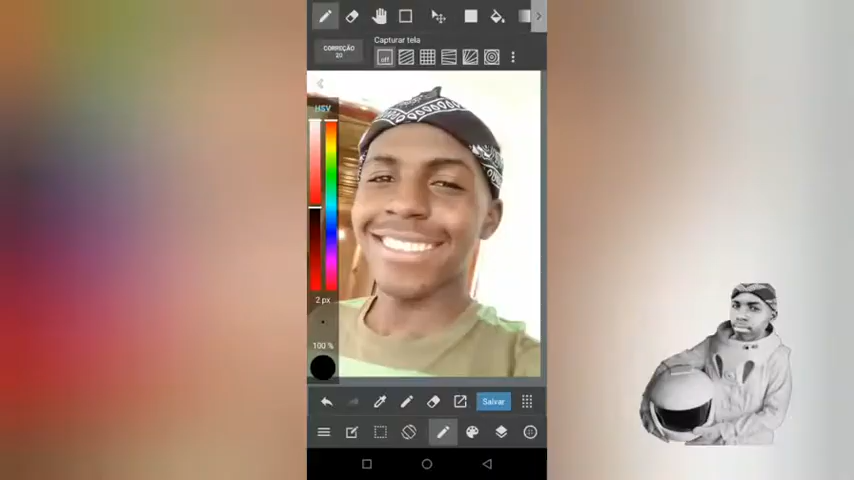 Capturar tela
CORREÇÃO
20
off
HSV
2 px
100 %
Salvar